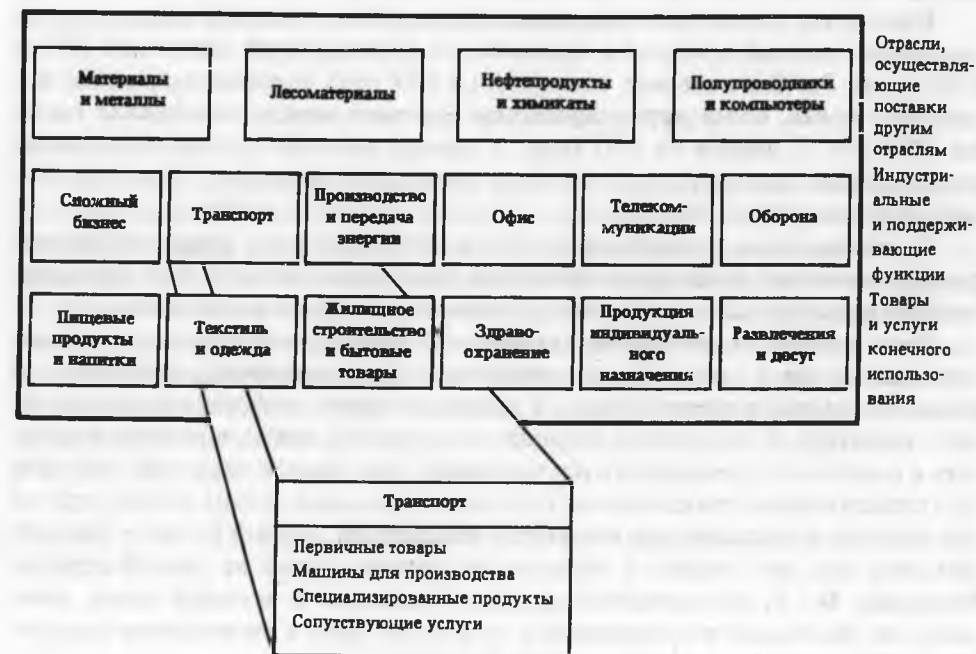 Материалы
и металлы
Лесоматериалы
Нефтепродукты
и химикаты
Полупроводники
и компьютеры
Отрасли,
осуществля-
ющие
поставки
другим
отраслям
Сложный
бизнес
Транспорт
Производство
и передача
энергии
Офис
Телеком-
муникации
Оборона
Индустри-
альные
и поддержи-
вающие
функции
Пищевые
продукты
и напитки
Текстиль
и одежда
Жилищное
строительство
и бытовые
товары
Здраво-
охранение
Продукция
индивидуаль-
ного
назначения
Развлечения
и досуг
Товары
и услуги
конечного
использо-
вания
Транспорт
Первичные товары
Машины для производства
Специализированные продукты
Сопутствующие услуги